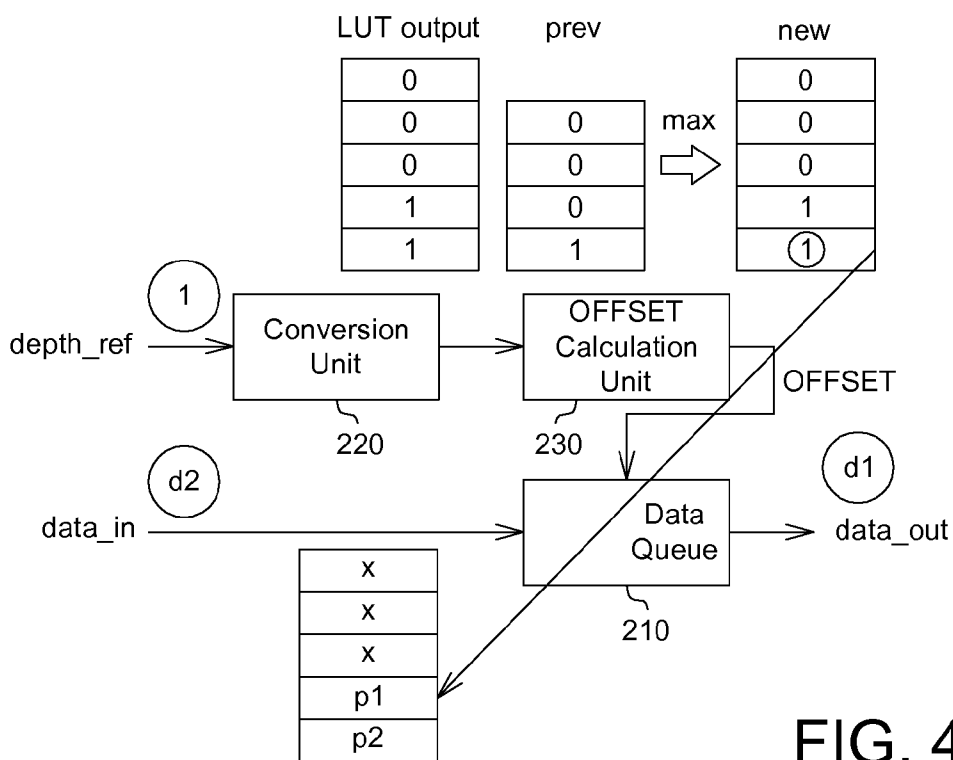 LUT output prev new
0 0
0 0 max 0
0 0 0
1 0 1
1 1 1
1
depth_ref
Conversion
Unit
220
OFFSET
Calculation
Unit
230
OFFSET
d2
data_in
Data
Queue
210
d1
data_out
x
x
x
p1
p2
FIG. 4